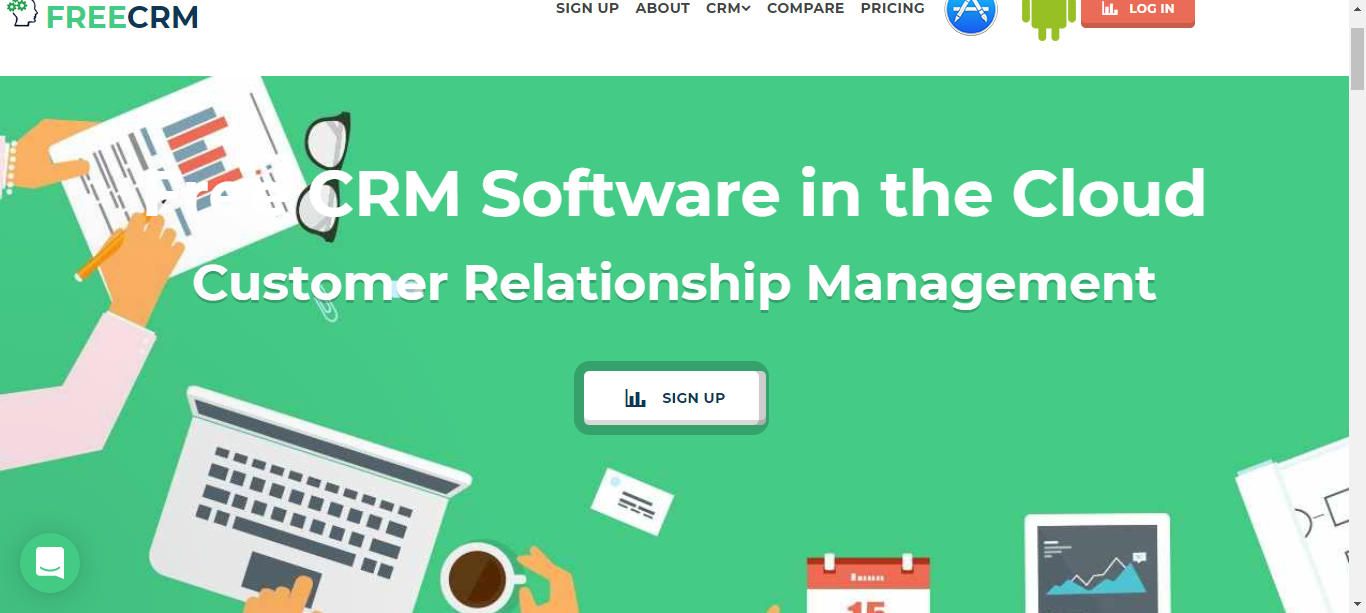 FREECRM
SIGN UP ABOUT CRM COMPARE PRICING LOG IN
Free CRM Software in the Cloud
Customer Relationship Management
SIGN UP
15